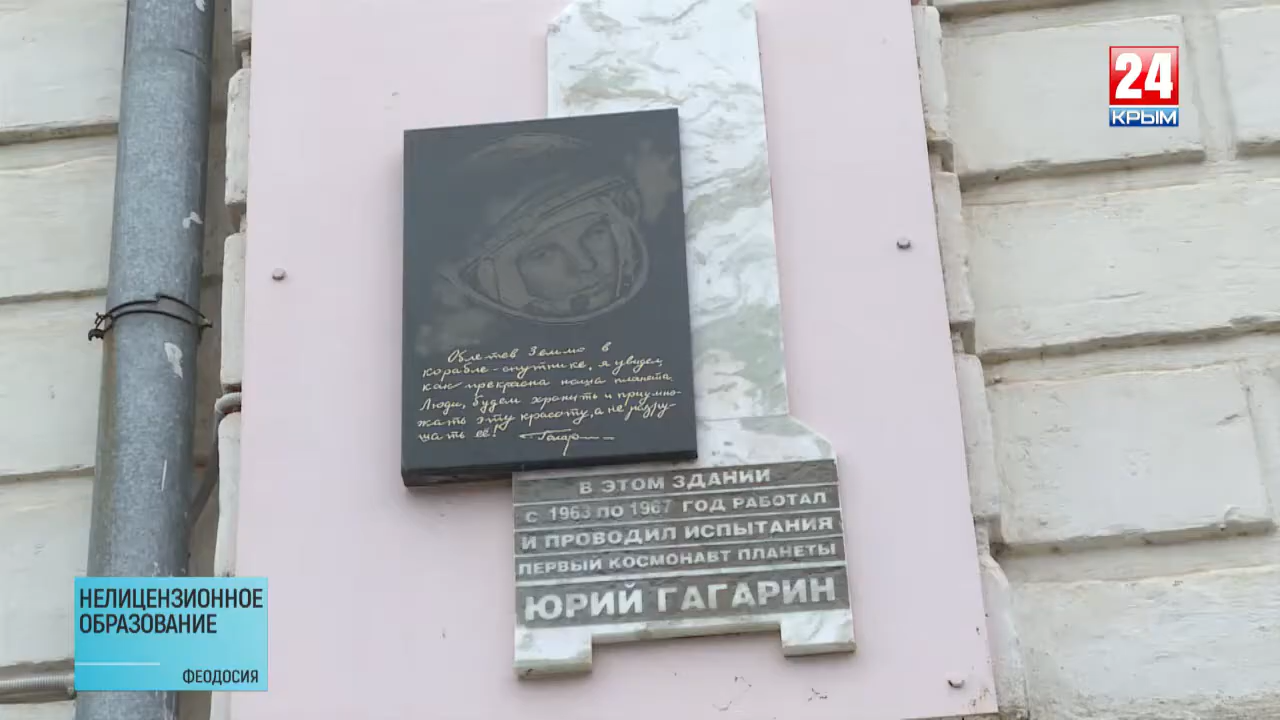 24
КРЫМ
Облетев Землю в
корабле-спутнике, я увидел,
как прекрасна наша планета.
Люди, будем хранить и приумно-
жать эту красоту, а не разру-
шать её!
В ЭТОМ ЗДАНИИ
С 1963 ПО 1967 ГОД РАБОТАЛ
И ПРОВОДИЛ ИСПЫТАНИЯ
ПЕРВЫЙ КОСМОНАВТ ПЛАНЕТЫ
ЮРИЙ ГАГАРИН
НЕЛИЦЕНЗИОННОЕ
ОБРАЗОВАНИЕ
ФЕОДОСИЯ